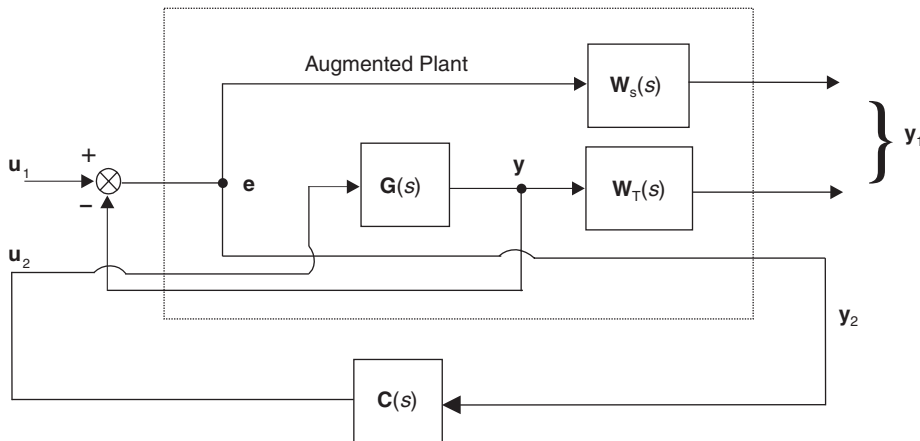 Augmented Plant
W_s(s)
y_1
}
u_1
+
−
e
G(s)
y
W_T(s)
u_2
y_2
C(s)